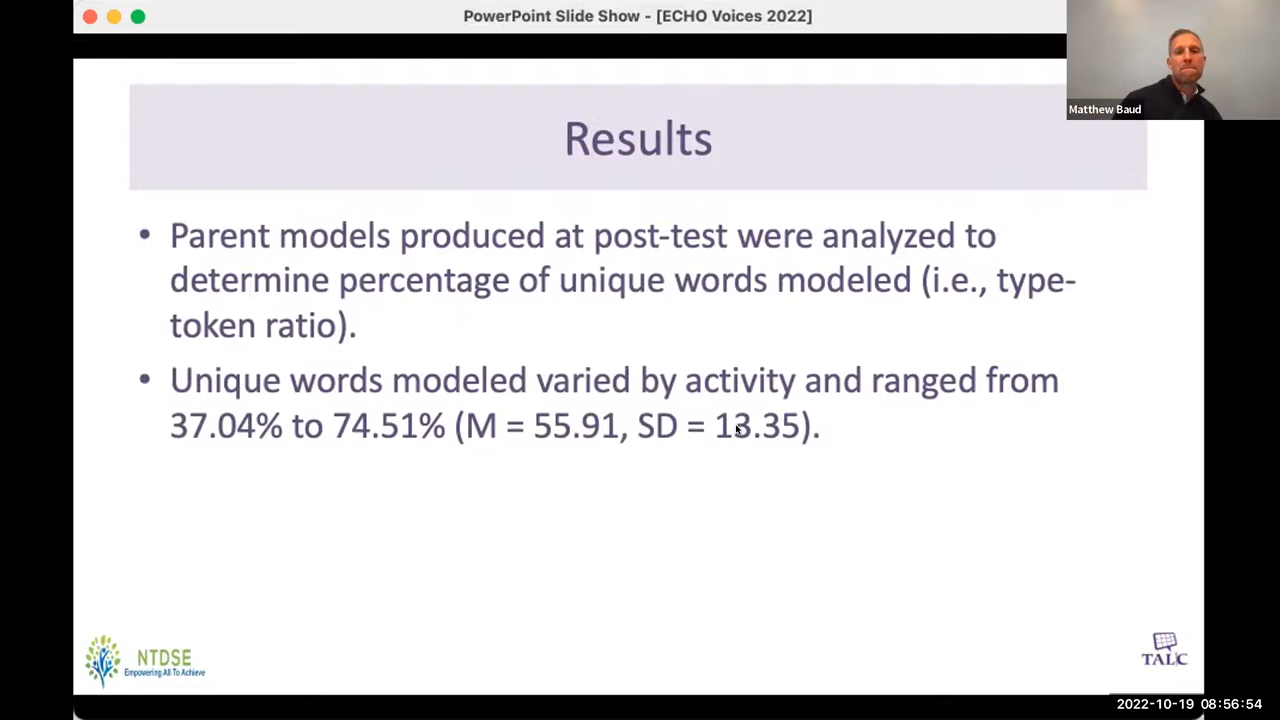 PowerPoint Slide Show - [ECHO Voices 2022]
Matthew Baud
Results
• Parent models produced at post-test were analyzed to
determine percentage of unique words modeled (i.e., type-
token ratio).
• Unique words modeled varied by activity and ranged from
37.04% to 74.51% (M = 55.91, SD = 13.35).
NTDSE
Empowering All To Achieve
TALC
2022-10-19 08:56:54